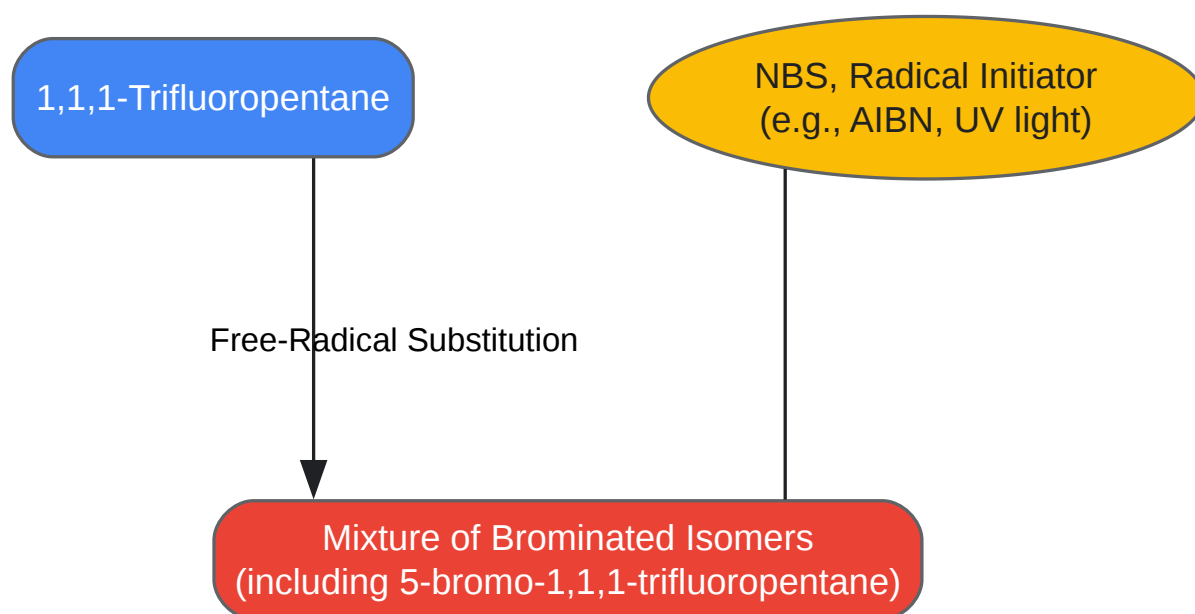 1,1,1-Trifluoropentane
NBS, Radical Initiator
(e.g., AIBN, UV light)
Free-Radical Substitution
Mixture of Brominated Isomers
(including 5-bromo-1,1,1-trifluoropentane)